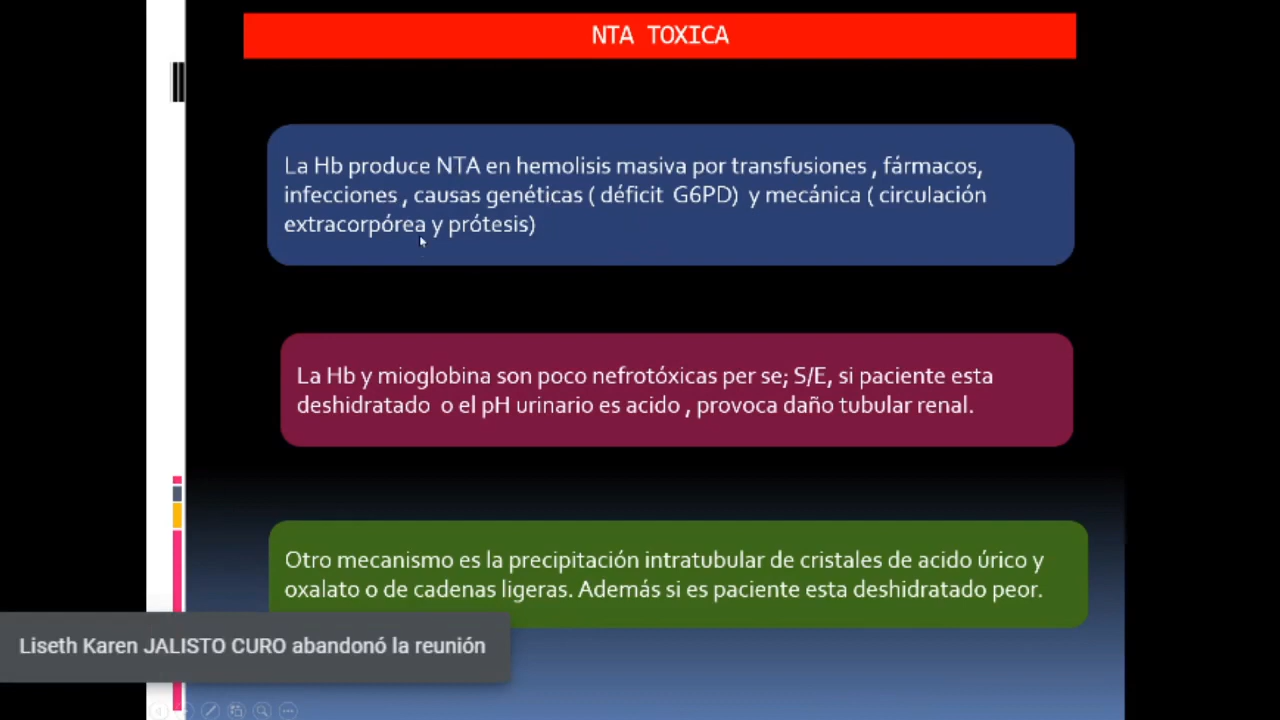 NTA TOXICA
La Hb produce NTA en hemolisis masiva por transfusiones , fármacos,
infecciones , causas genéticas ( déficit G6PD) y mecánica ( circulación
extracorpórea y prótesis)
La Hb y mioglobina son poco nefrotóxicas per se; S/E, si paciente esta
deshidratado o el pH urinario es acido , provoca daño tubular renal.
Otro mecanismo es la precipitación intratubular de cristales de acido úrico y
oxalato o de cadenas ligeras. Además si es paciente esta deshidratado peor.
Liseth Karen JALISTO CURO abandonó la reunión